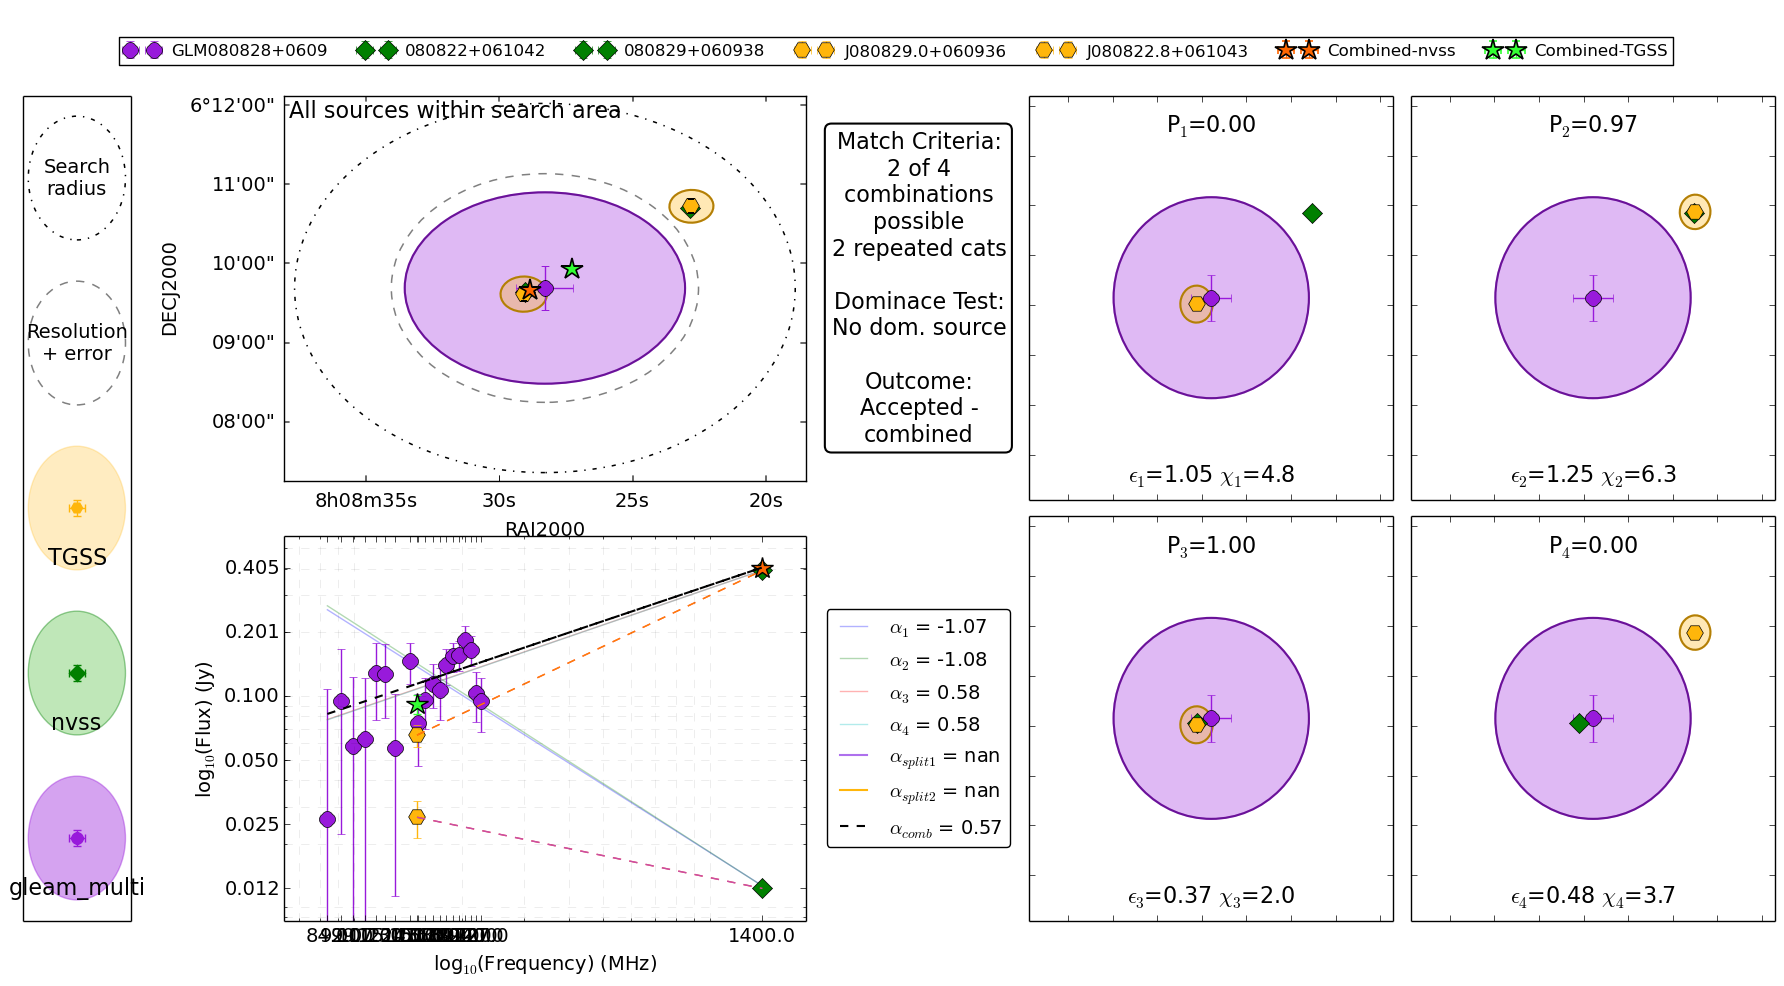 GLM080828+0609 080822+061042 080829+060938 J080829.0+060936 J080822.8+061043 Combined-nvss Combined-TGSS
Search
radius
Resolution
+ error
TGSS
nvss
gleam_multi
All sources within search area
6°12'00"
11'00"
10'00"
09'00"
08'00"
DECJ2000
8h08m35s 30s 25s 20s
RAJ2000
Match Criteria:
2 of 4
combinations
possible
2 repeated cats
Dominace Test:
No dom. source
Outcome:
Accepted -
combined
P1=0.00
ϵ1=1.05 χ1=4.8
P2=0.97
ϵ2=1.25 χ2=6.3
P3=1.00
ϵ3=0.37 χ3=2.0
P4=0.00
ϵ4=0.48 χ4=3.7
0.405
0.201
0.100
0.050
0.025
0.012
log10(Flux) (Jy)
1400.0
log10(Frequency) (MHz)
α1 = -1.07
α2 = -1.08
α3 = 0.58
α4 = 0.58
αsplit1 = nan
αsplit2 = nan
αcomb = 0.57